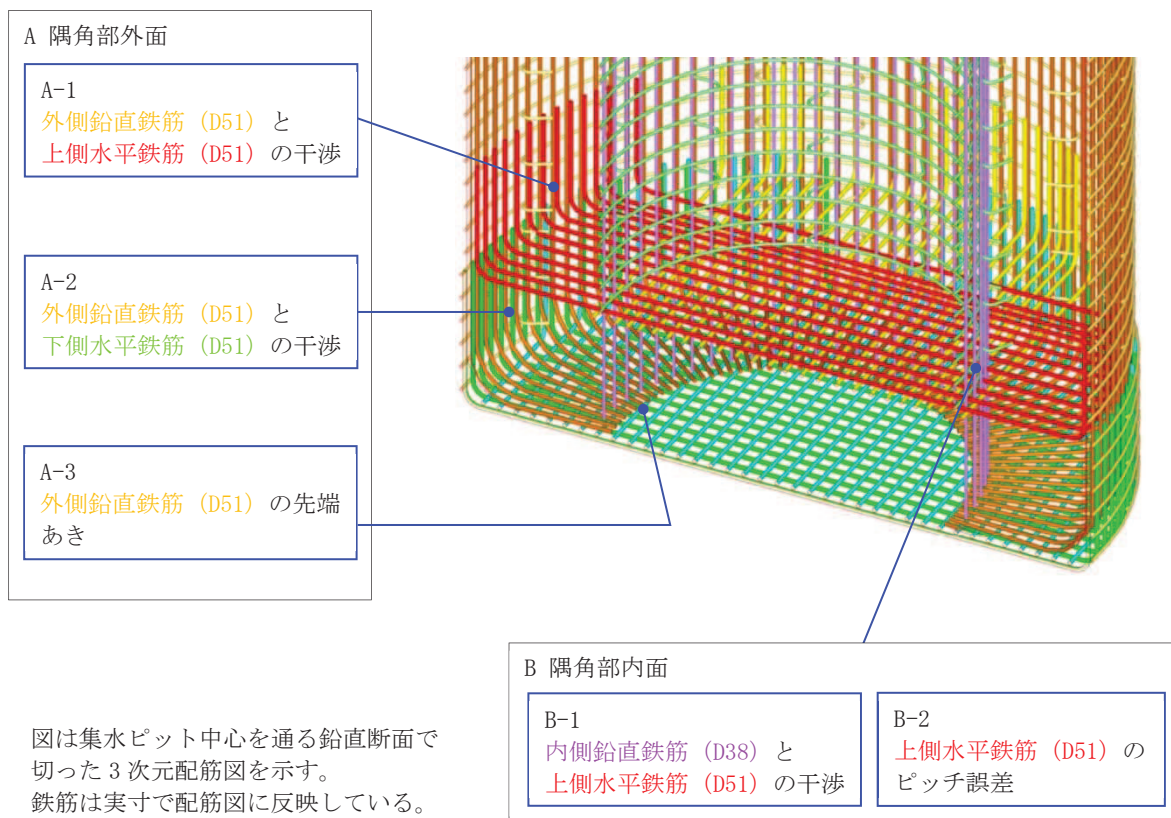 A 隅角部外面
A-1
外側鉛直鉄筋 (D51) と
上側水平鉄筋 (D51) の干渉
A-2
外側鉛直鉄筋 (D51) と
下側水平鉄筋 (D51) の干渉
A-3
外側鉛直鉄筋 (D51) の先端
あき
B 隅角部内面
B-1
内側鉛直鉄筋 (D38) と
上側水平鉄筋 (D51) の干渉
B-2
上側水平鉄筋 (D51) の
ピッチ誤差
図は集水ピット中心を通る鉛直断面で
切った 3 次元配筋図を示す。
鉄筋は実寸で配筋図に反映している。